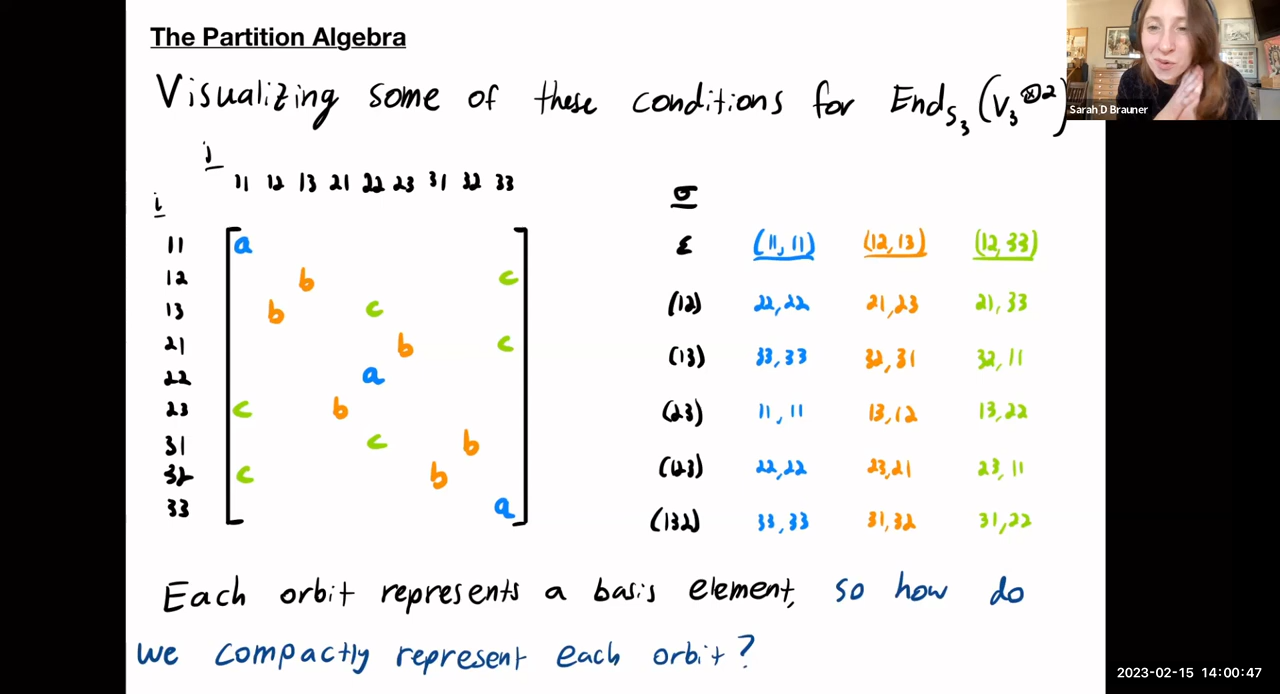 The Partition Algebra
Visualizing some of these conditions for End_{S_3}(V_3^{⊗2})
Sarah D Brauner
j
11 12 13 21 22 23 31 32 33
i
11 a
12 b c
13 b c
21 b c
22 a
23 c b
31 c b
32 c b
33 a
σ
ε (11,11) (12,13) (12,33)
(12) 22,22 21,23 21,33
(13) 33,33 32,31 32,11
(23) 11,11 13,12 13,22
(123) 22,22 23,21 23,11
(132) 33,33 31,32 31,22
Each orbit represents a basis element, so how do
we compactly represent each orbit?
2023-02-15 14:00:47